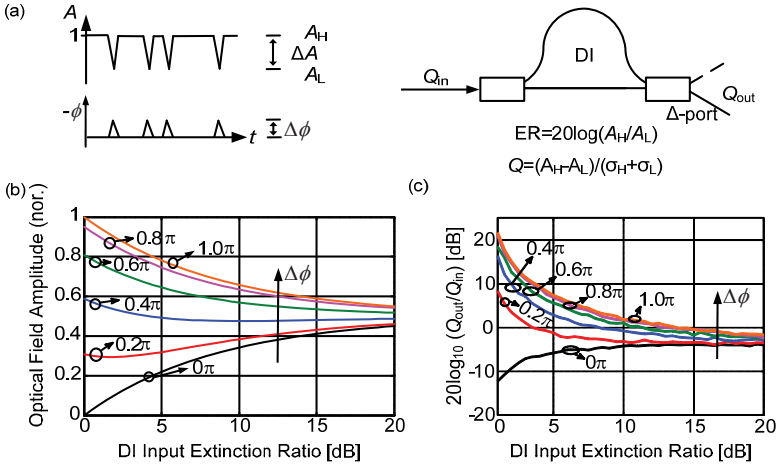 (a)
A
1
A_H
ΔA
A_L
-ϕ
t
Δϕ
Q_in
DI
Q_out
Δ-port
ER=20log(A_H/A_L)
Q=(A_H-A_L)/(σ_H+σ_L)
(b)
Optical Field Amplitude (nor.)
1
0.8
0.6
0.4
0.2
0
0.8π
1.0π
0.6π
0.4π
0.2π
0π
Δϕ
0 5 10 15 20
DI Input Extinction Ratio [dB]
(c)
20log_10 (Q_out/Q_in) [dB]
20
10
0
-10
-20
0.4π
0.6π
0.8π
1.0π
0.2π
0π
Δϕ
0 5 10 15 20
DI Input Extinction Ratio [dB]